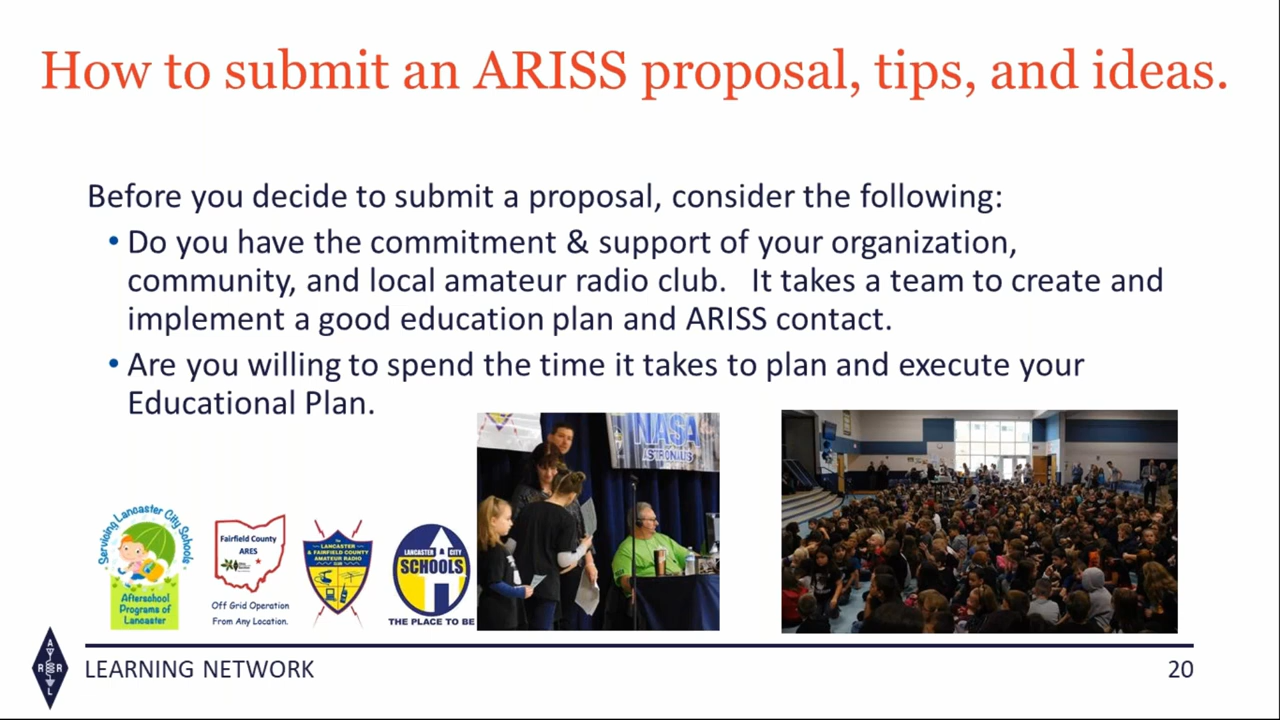 How to submit an ARISS proposal, tips, and ideas.
Before you decide to submit a proposal, consider the following:
• Do you have the commitment & support of your organization,
community, and local amateur radio club.   It takes a team to create and
implement a good education plan and ARISS contact.
• Are you willing to spend the time it takes to plan and execute your
Educational Plan.
NASA
ASTRONAUTS
Servicing Lancaster City Schools
Afterschool
Programs of
Lancaster
Fairfield County
ARES
Off Grid Operation
From Any Location.
LANCASTER
& FAIRFIELD COUNTY
AMATEUR RADIO
CLUB
LANCASTER CITY
SCHOOLS
THE PLACE TO BE
ARRL
LEARNING NETWORK
20